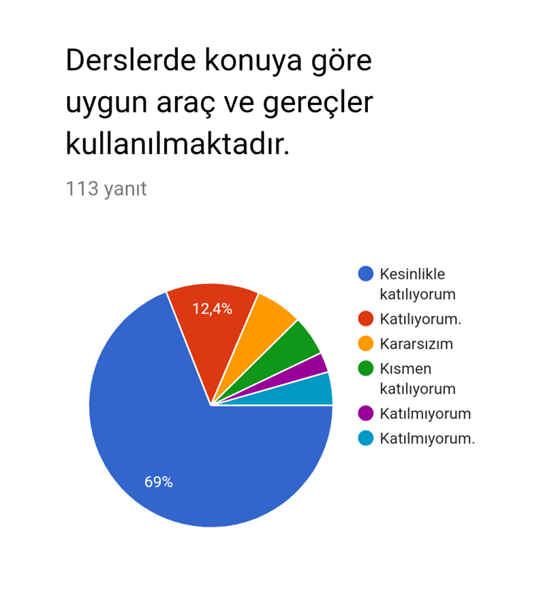 Derslerde konuya göre
uygun araç ve gereçler
kullanılmaktadır.
113 yanıt
12,4%
69%
Kesinlikle
katılıyorum
Katılıyorum.
Kararsızım
Kısmen
katılıyorum
Katılmıyorum
Katılmıyorum.